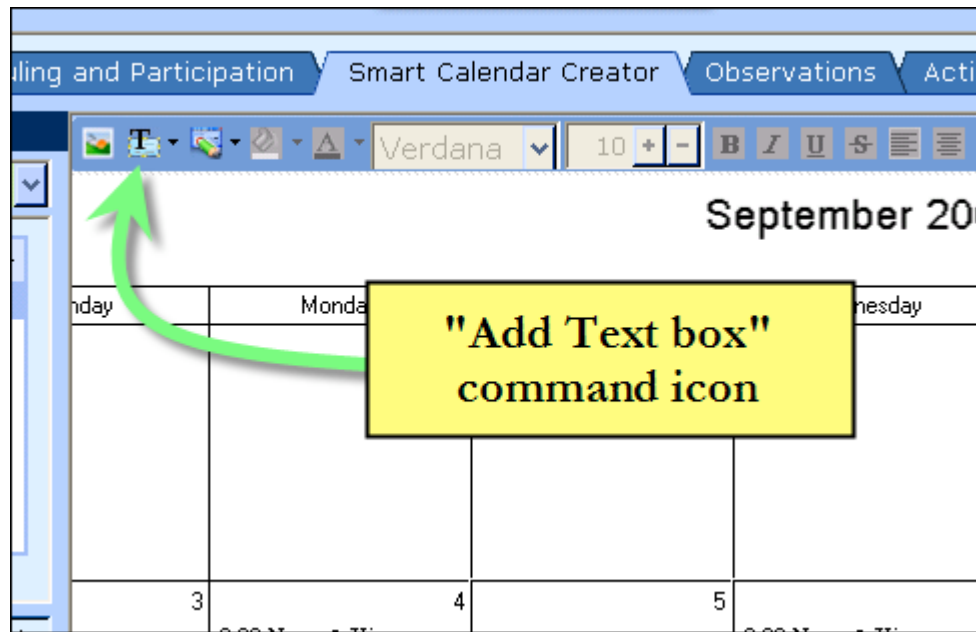 uling and Participation Smart Calendar Creator Observations Acti
T A Verdana 10 + - B I U S
September 20
nday Monda nesday
"Add Text box"
command icon
3 4 5